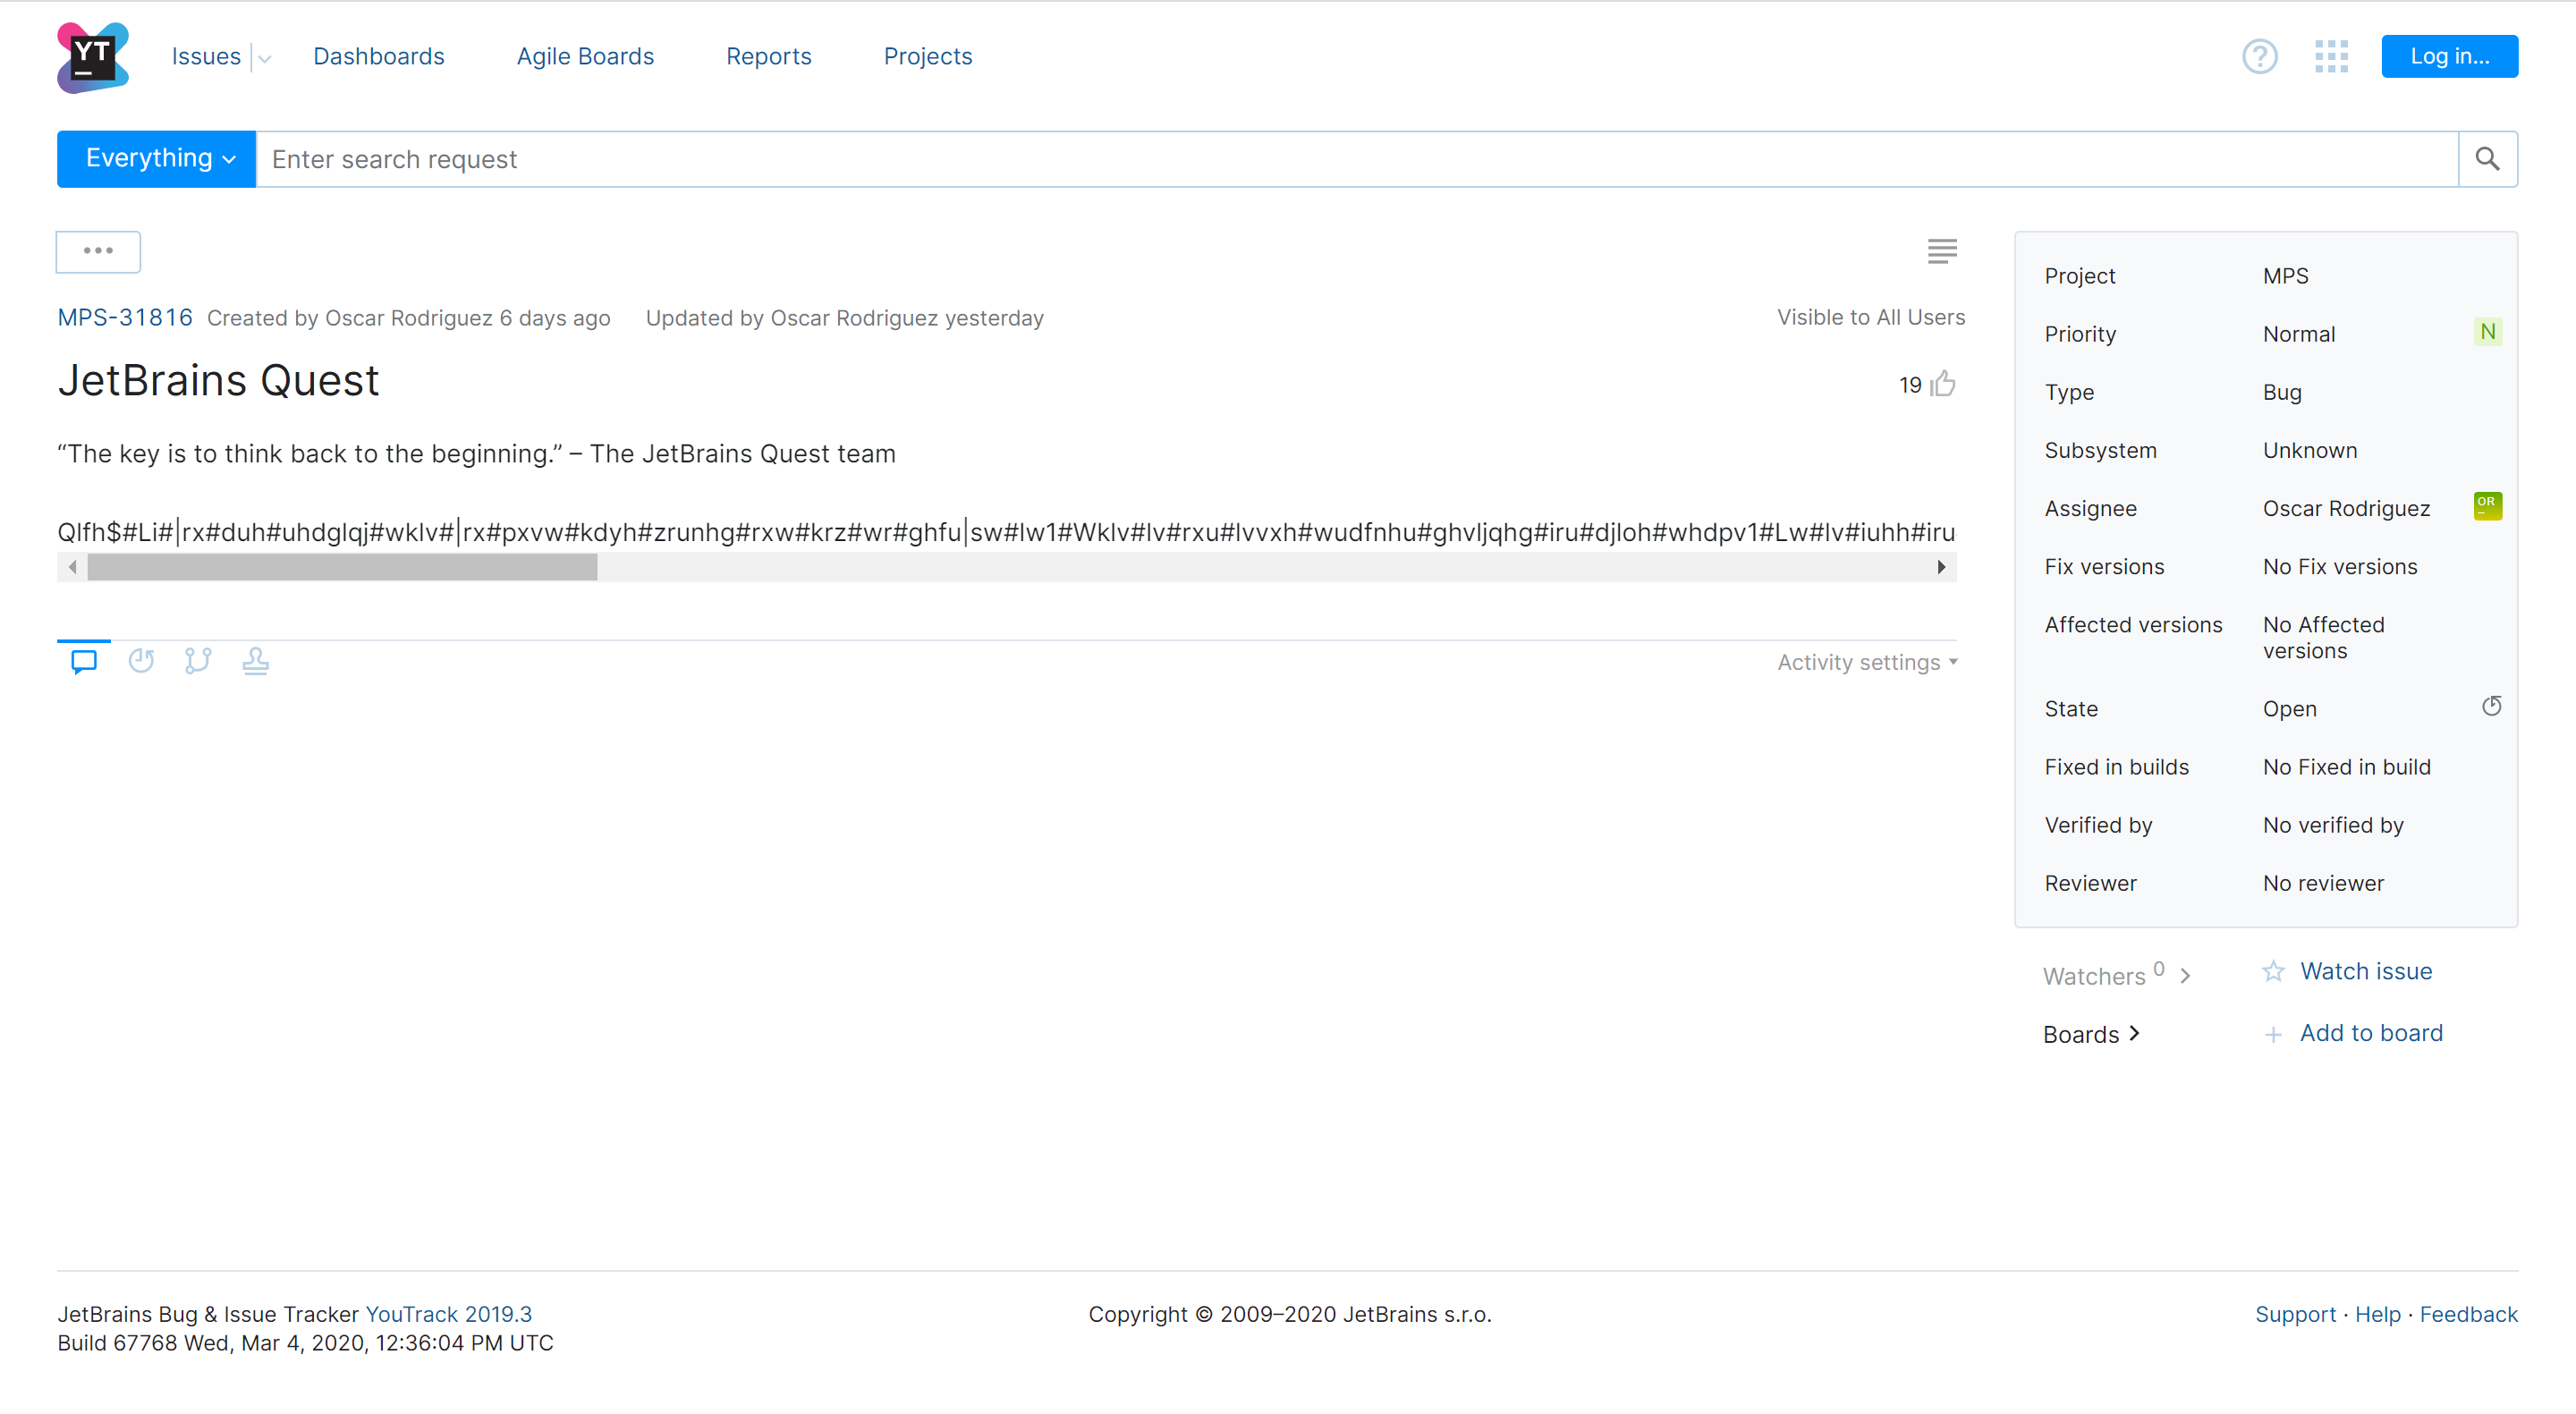 YT
Issues
Dashboards
Agile Boards
Reports
Projects
Log in...
Everything
Enter search request
MPS-31816 Created by Oscar Rodriguez 6 days ago Updated by Oscar Rodriguez yesterday
Visible to All Users
JetBrains Quest
19
“The key is to think back to the beginning.” – The JetBrains Quest team
Qlfh$#Li#|rx#duh#uhdglqj#wklv#|rx#pxvw#kdyh#zrunhg#rxw#krz#wr#ghfu|sw#lw1#Wklv#lv#rxu#lvvxh#wudfnhu#ghvljqhg#iru#djloh#whdpv1#Lw#lv#iuhh#iru
Activity settings
Project MPS
Priority Normal N
Type Bug
Subsystem Unknown
Assignee Oscar Rodriguez OR
Fix versions No Fix versions
Affected versions No Affected
versions
State Open
Fixed in builds No Fixed in build
Verified by No verified by
Reviewer No reviewer
Watchers 0
Watch issue
Boards
Add to board
JetBrains Bug & Issue Tracker YouTrack 2019.3
Build 67768 Wed, Mar 4, 2020, 12:36:04 PM UTC
Copyright © 2009–2020 JetBrains s.r.o.
Support · Help · Feedback